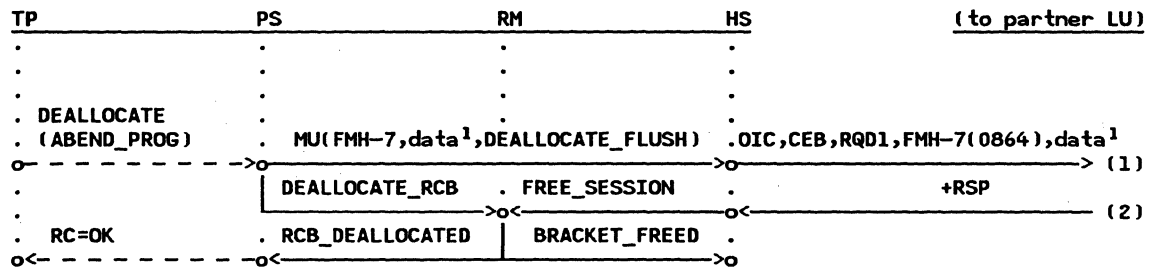 TP PS RM HS (to partner LU)
DEALLOCATE
(ABEND_PROG) MU(FMH-7,data¹,DEALLOCATE_FLUSH) OIC,CEB,RQD1,FMH-7(0864),data¹
(1)
DEALLOCATE_RCB FREE_SESSION +RSP
(2)
RC=OK RCB_DEALLOCATED BRACKET_FREED